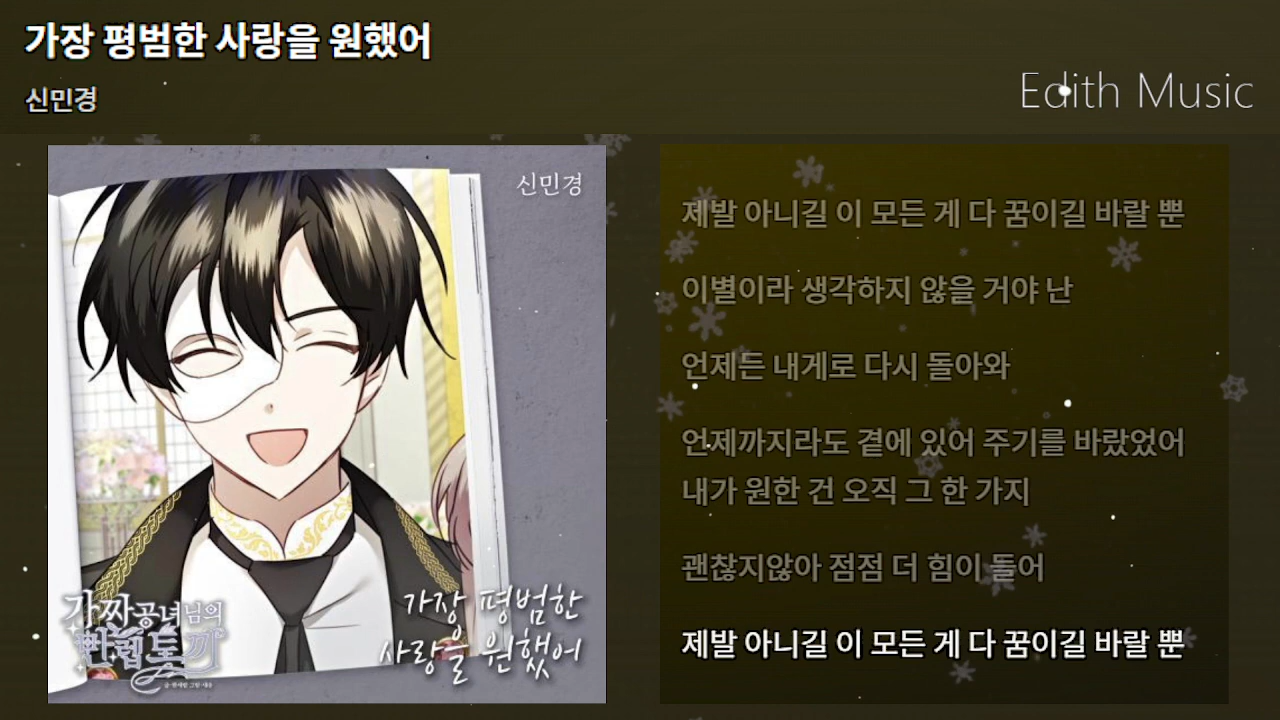 가장 평범한 사랑을 원했어
신민경
Edith Music
신민경
가짜공녀님의
만렙토끼
가장 평범한
사랑을 원했어
제발 아니길 이 모든 게 다 꿈이길 바랄 뿐
이별이라 생각하지 않을 거야 난
언제든 내게로 다시 돌아와
언제까지라도 곁에 있어 주기를 바랐었어
내가 원한 건 오직 그 한 가지
괜찮지않아 점점 더 힘이 들어
제발 아니길 이 모든 게 다 꿈이길 바랄 뿐